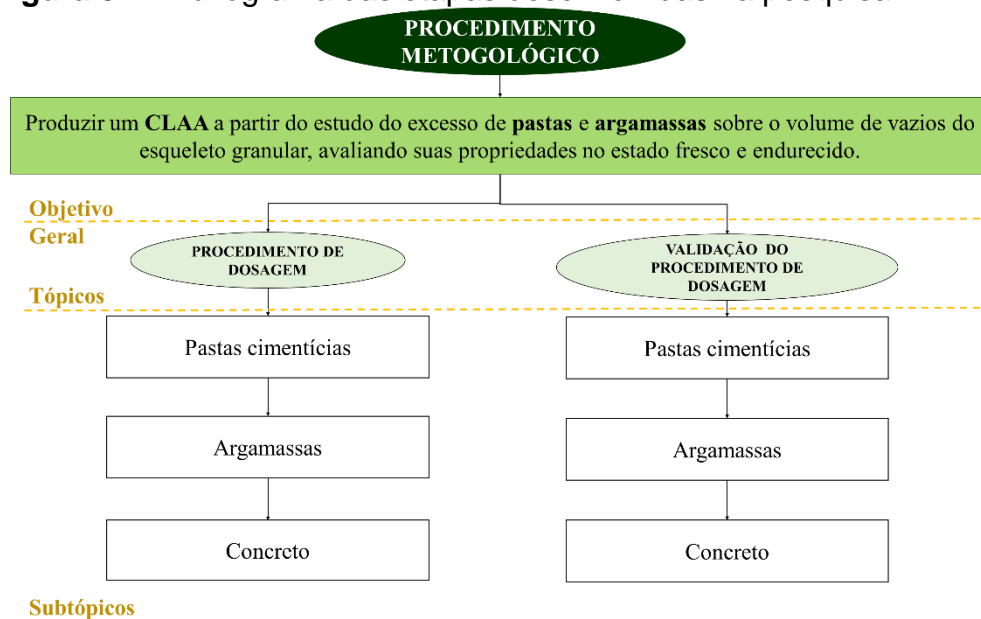 PROCEDIMENTO
METOGOLÓGICO
Produzir um CLAA a partir do estudo do excesso de pastas e argamassas sobre o volume de vazios do
esqueleto granular, avaliando suas propriedades no estado fresco e endurecido.
Objetivo
Geral
PROCEDIMENTO DE
DOSAGEM
VALIDAÇÃO DO
PROCEDIMENTO DE
DOSAGEM
Tópicos
Pastas cimentícias
Pastas cimentícias
Argamassas
Argamassas
Concreto
Concreto
Subtópicos